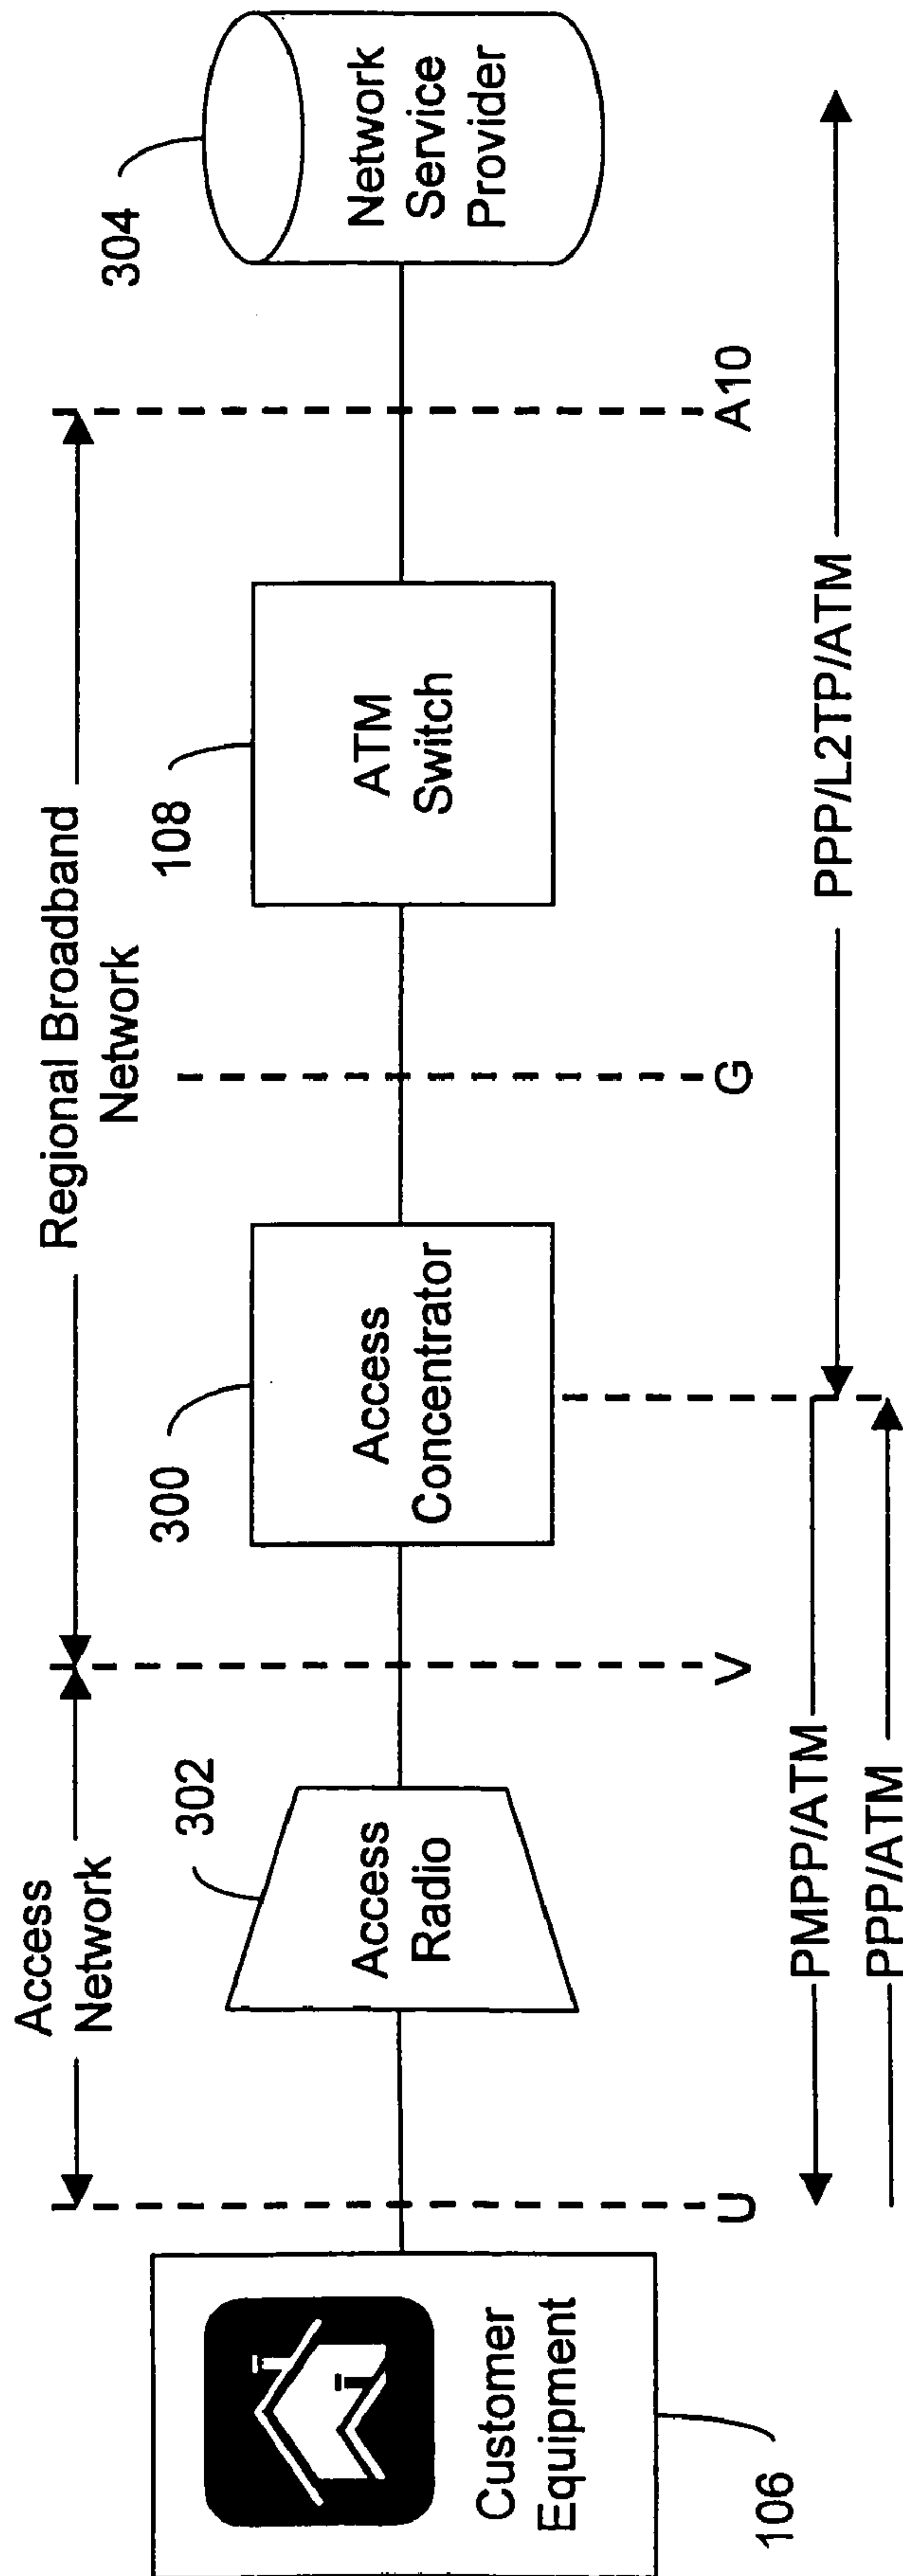 Access
Network
Regional Broadband
Network
302
300
108
304
Customer
Equipment
Access
Radio
Access
Concentrator
ATM
Switch
Network
Service
Provider
106
U
V
G
A10
PMPP/ATM
PPP/L2TP/ATM
PPP/ATM